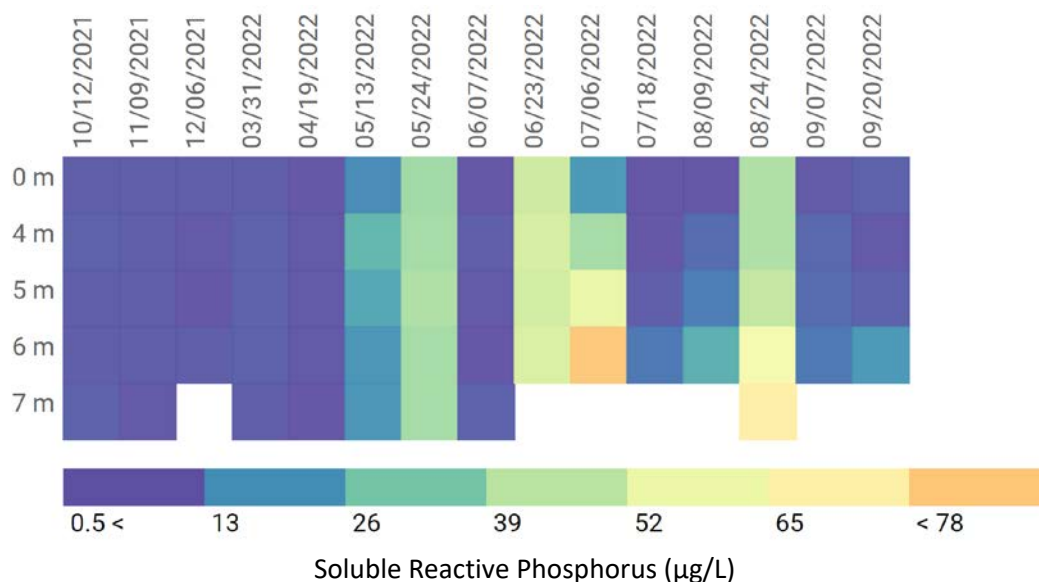 10/12/2021
11/09/2021
12/06/2021
03/31/2022
04/19/2022
05/13/2022
05/24/2022
06/07/2022
06/23/2022
07/06/2022
07/18/2022
08/09/2022
08/24/2022
09/07/2022
09/20/2022
0 m
4 m
5 m
6 m
7 m
0.5 < 13 26 39 52 65 < 78
Soluble Reactive Phosphorus (µg/L)